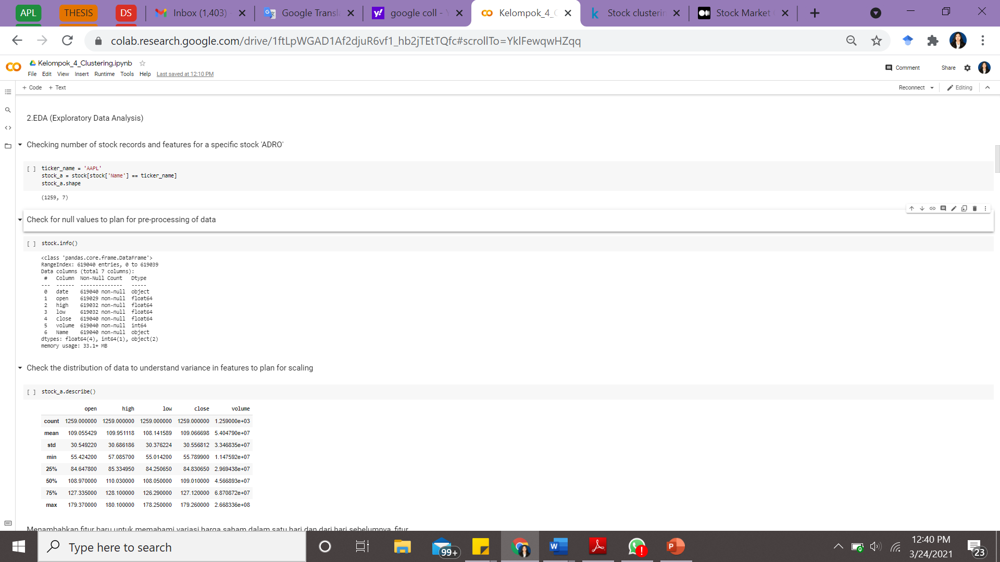 APL THESIS DS Inbox (1,403) Google Transl google coll - Kelompok_4_C Stock clusterin Stock Market
colab.research.google.com/drive/1ftLpWGAD1Af2djuR6vf1_hb2jTEtTQfc#scrollTo=YklFewqwHZqq
Kelompok_4_Clustering.ipynb
File Edit View Insert Runtime Tools Help Last saved at 12:10 PM
Comment Share
+ Code + Text Reconnect Editing
2.EDA (Exploratory Data Analysis)
Checking number of stock records and features for a specific stock 'ADRO'
[ ] ticker_name = 'AAPL'
stock_a = stock[stock['Name'] == ticker_name]
stock_a.shape
(1259, 7)
Check for null values to plan for pre-processing of data
[ ] stock.info()
<class 'pandas.core.frame.DataFrame'>
RangeIndex: 619040 entries, 0 to 619039
Data columns (total 7 columns):
# Column Non-Null Count Dtype
--- ------ -------------- -----
0 date 619040 non-null object
1 open 619029 non-null float64
2 high 619032 non-null float64
3 low 619032 non-null float64
4 close 619040 non-null float64
5 volume 619040 non-null int64
6 Name 619040 non-null object
dtypes: float64(4), int64(1), object(2)
memory usage: 33.1+ MB
Check the distribution of data to understand variance in features to plan for scaling
[ ] stock_a.describe()
open high low close volume
count 1259.000000 1259.000000 1259.000000 1259.000000 1.259000e+03
mean 109.055429 109.951118 108.141589 109.066698 5.404790e+07
std 30.549220 30.686186 30.376224 30.556812 3.346835e+07
min 55.424200 57.085700 55.014200 55.789900 1.147592e+07
25% 84.647800 85.334950 84.250650 84.830650 2.969438e+07
50% 108.970000 110.030000 108.050000 109.010000 4.566893e+07
75% 127.335000 128.100000 126.290000 127.120000 6.870872e+07
max 179.370000 180.100000 178.250000 179.260000 2.668336e+08
Menambahkan fitur baru untuk memahami variasi harga saham dalam satu hari dan dari hari sebelumnya, fitur
Type here to search
99+
12:40 PM
3/24/2021
23